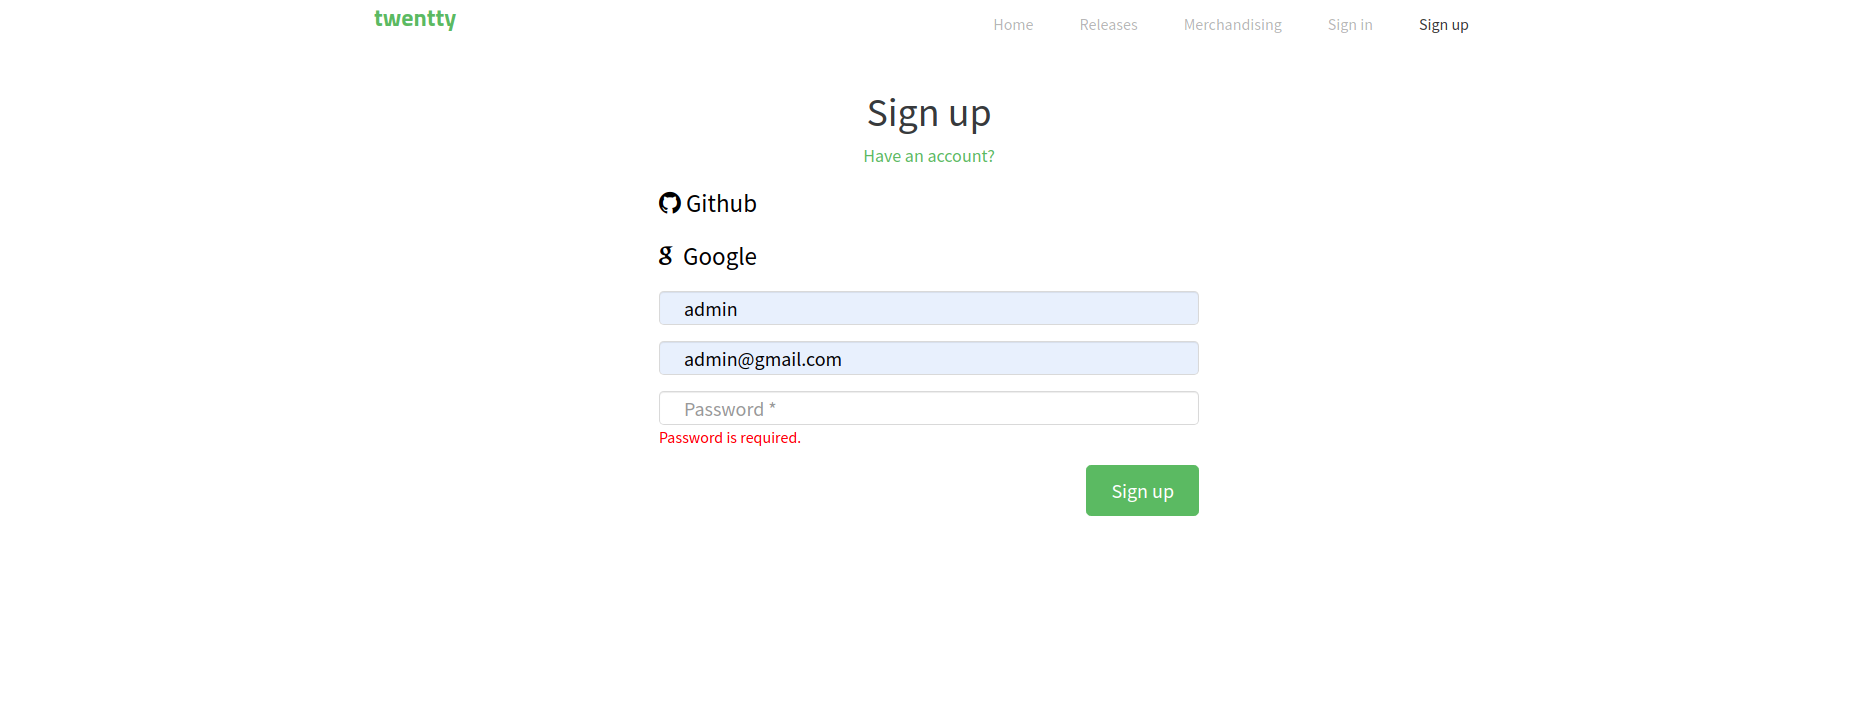 twentty
Home Releases Merchandising Sign in Sign up
Sign up
Have an account?
Github
Google
admin
admin@gmail.com
Password *
Password is required.
Sign up